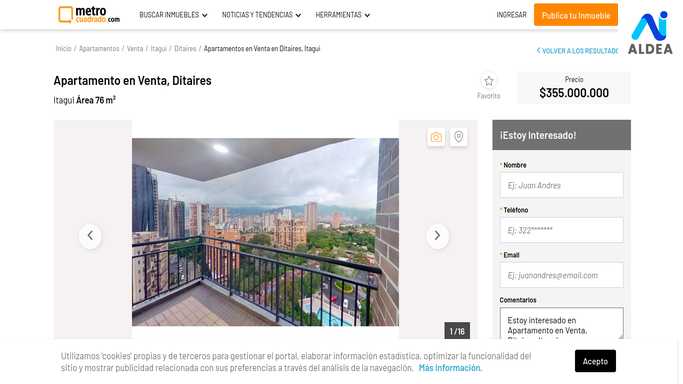 metro
cuadrado.com
BUSCAR INMUEBLES
NOTICIAS Y TENDENCIAS
HERRAMIENTAS
INGRESAR
Publica tu Inmueble
ALDEA
Inicio / Apartamentos / Venta / Itagui / Ditaires / Apartamentos en Venta en Ditaires, Itagui
VOLVER A LOS RESULTAD
Apartamento en Venta, Ditaires
Itagui Área 76 m²
Favorito
Precio
$355.000.000
¡Estoy Interesado!
* Nombre
Ej: Juan Andres
* Teléfono
Ej: 322*******
* Email
Ej: juanandres@email.com
Comentarios
Estoy interesado en
Apartamento en Venta,
1 / 16
Utilizamos 'cookies' propias y de terceros para gestionar el portal, elaborar información estadística, optimizar la funcionalidad del
sitio y mostrar publicidad relacionada con sus preferencias a través del análisis de la navegación. Más información.
Acepto